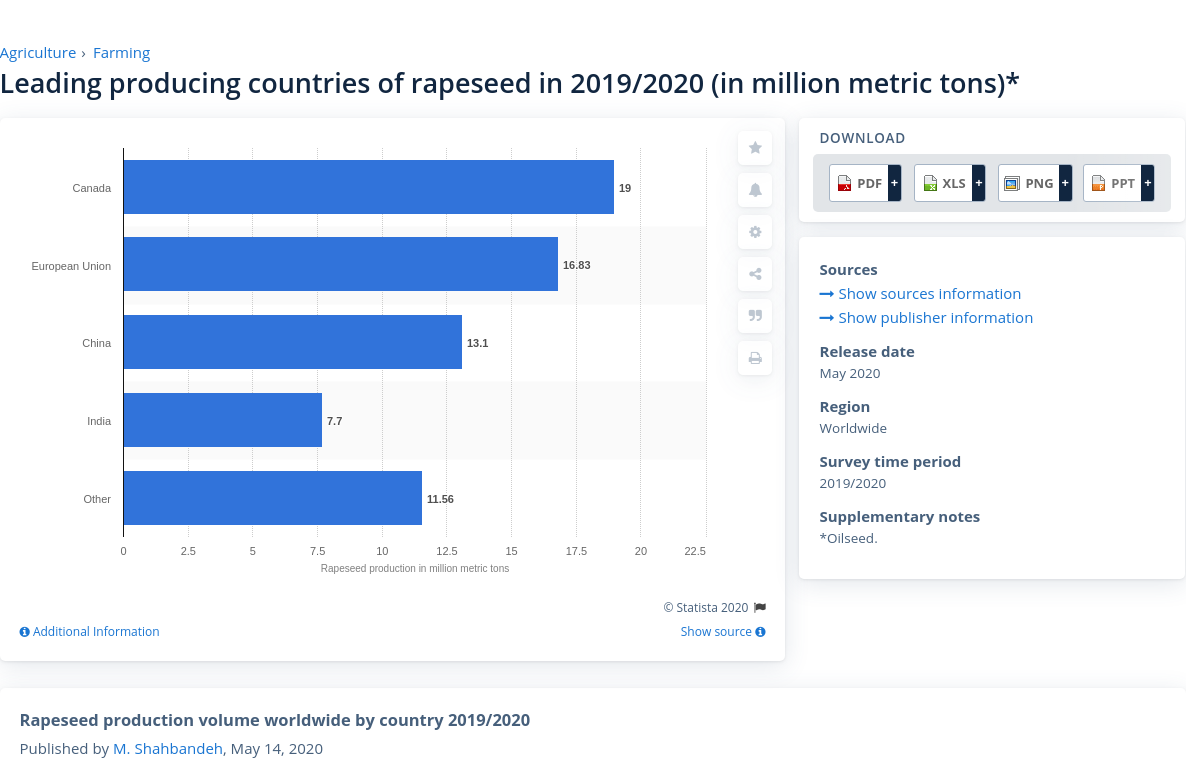 Agriculture › Farming
Leading producing countries of rapeseed in 2019/2020 (in million metric tons)*
Canada
19
European Union
16.83
China
13.1
India
7.7
Other
11.56
0 2.5 5 7.5 10 12.5 15 17.5 20 22.5
Rapeseed production in million metric tons
© Statista 2020
Additional Information
Show source
DOWNLOAD
PDF + XLS + PNG + PPT +
Sources
Show sources information
Show publisher information
Release date
May 2020
Region
Worldwide
Survey time period
2019/2020
Supplementary notes
*Oilseed.
Rapeseed production volume worldwide by country 2019/2020
Published by M. Shahbandeh, May 14, 2020